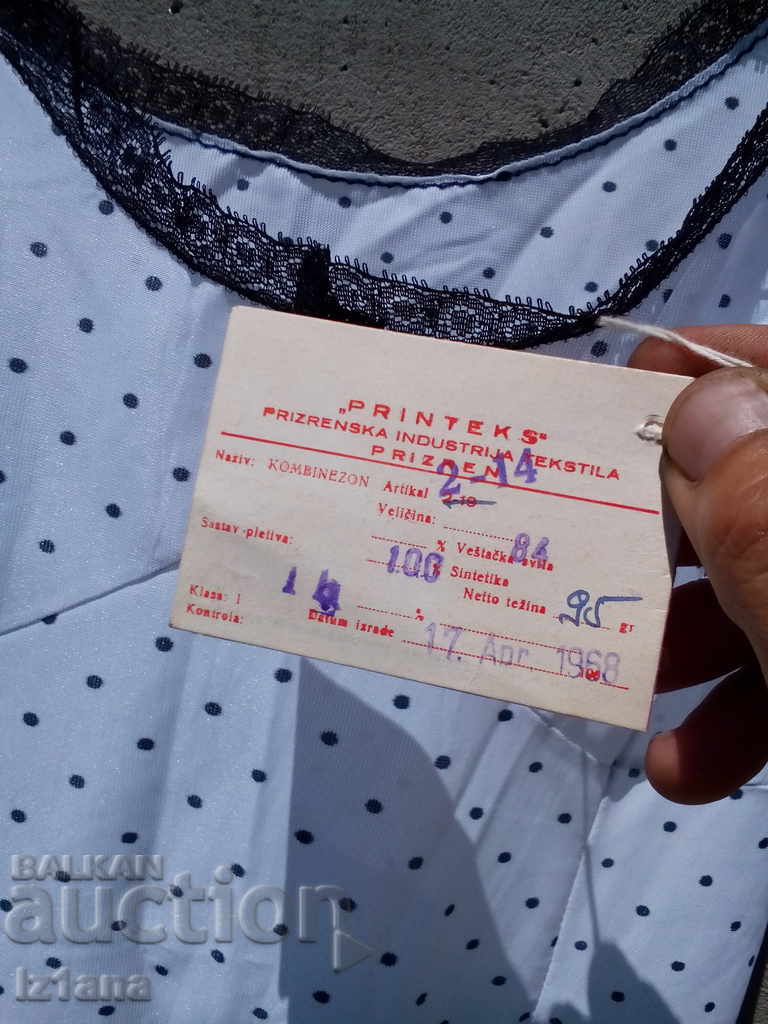 „PRINTEKS“
PRIZRENSKA INDUSTRIJA TEKSTILA
PRIZREN
Naziv: KOMBINEZON Artikal 2-14
Veličina: 84
Sastav pletiva: % Veštačka svila
100 % Sintetika
Netto težina 95 gr
Klasa: I %
Kontrola: Datum izrade 17. Apr. 1968
BALKAN
auction
Iz1ana